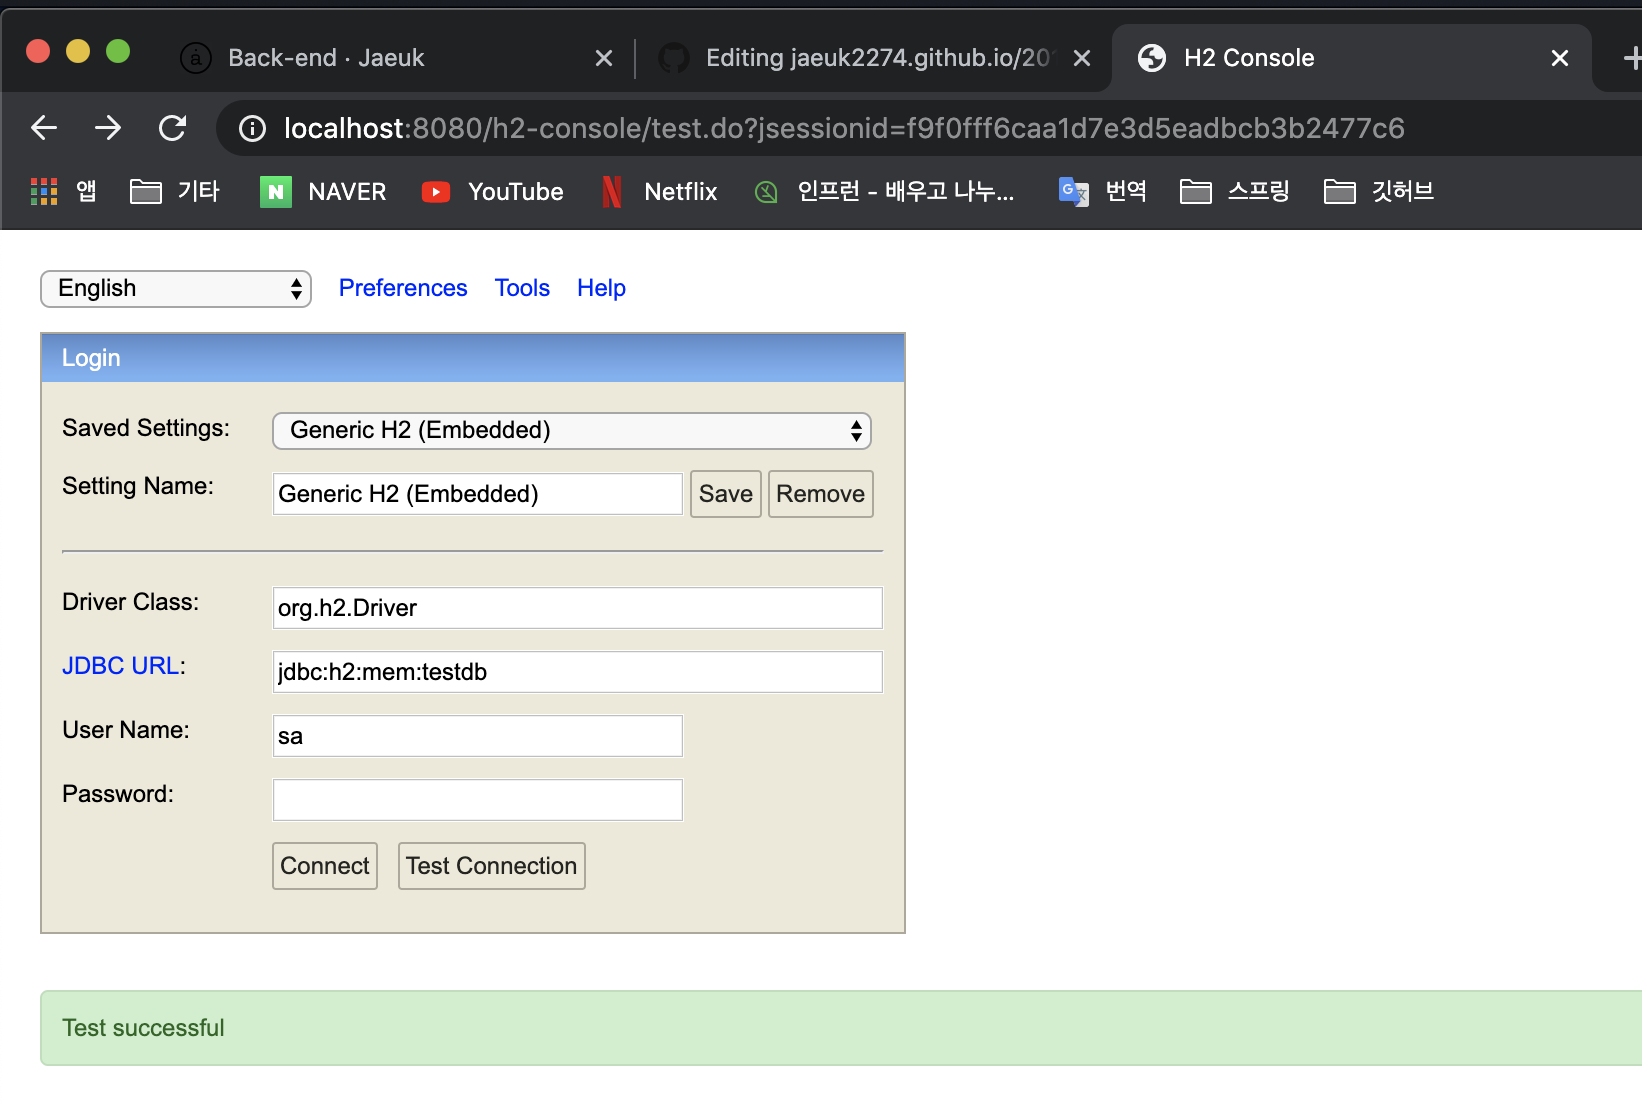 Back-end · Jaeuk
Editing jaeuk2274.github.io/20
H2 Console
localhost:8080/h2-console/test.do?jsessionid=f9f0fff6caa1d7e3d5eadbcb3b2477c6
앱 기타 NAVER YouTube Netflix 인프런 - 배우고 나누... 번역 스프링 깃허브
English Preferences Tools Help
Login
Saved Settings: Generic H2 (Embedded)
Setting Name: Generic H2 (Embedded) Save Remove
Driver Class: org.h2.Driver
JDBC URL: jdbc:h2:mem:testdb
User Name: sa
Password:
Connect Test Connection
Test successful